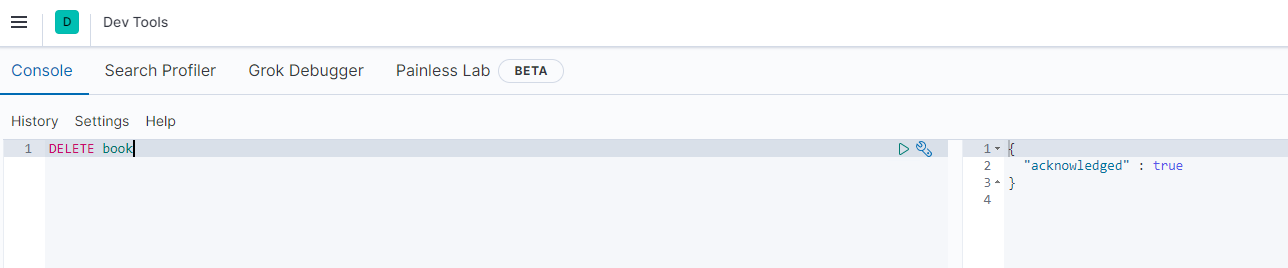 D Dev Tools
Console Search Profiler Grok Debugger Painless Lab BETA
History Settings Help
1 DELETE book
1 {
2 "acknowledged" : true
3 }
4